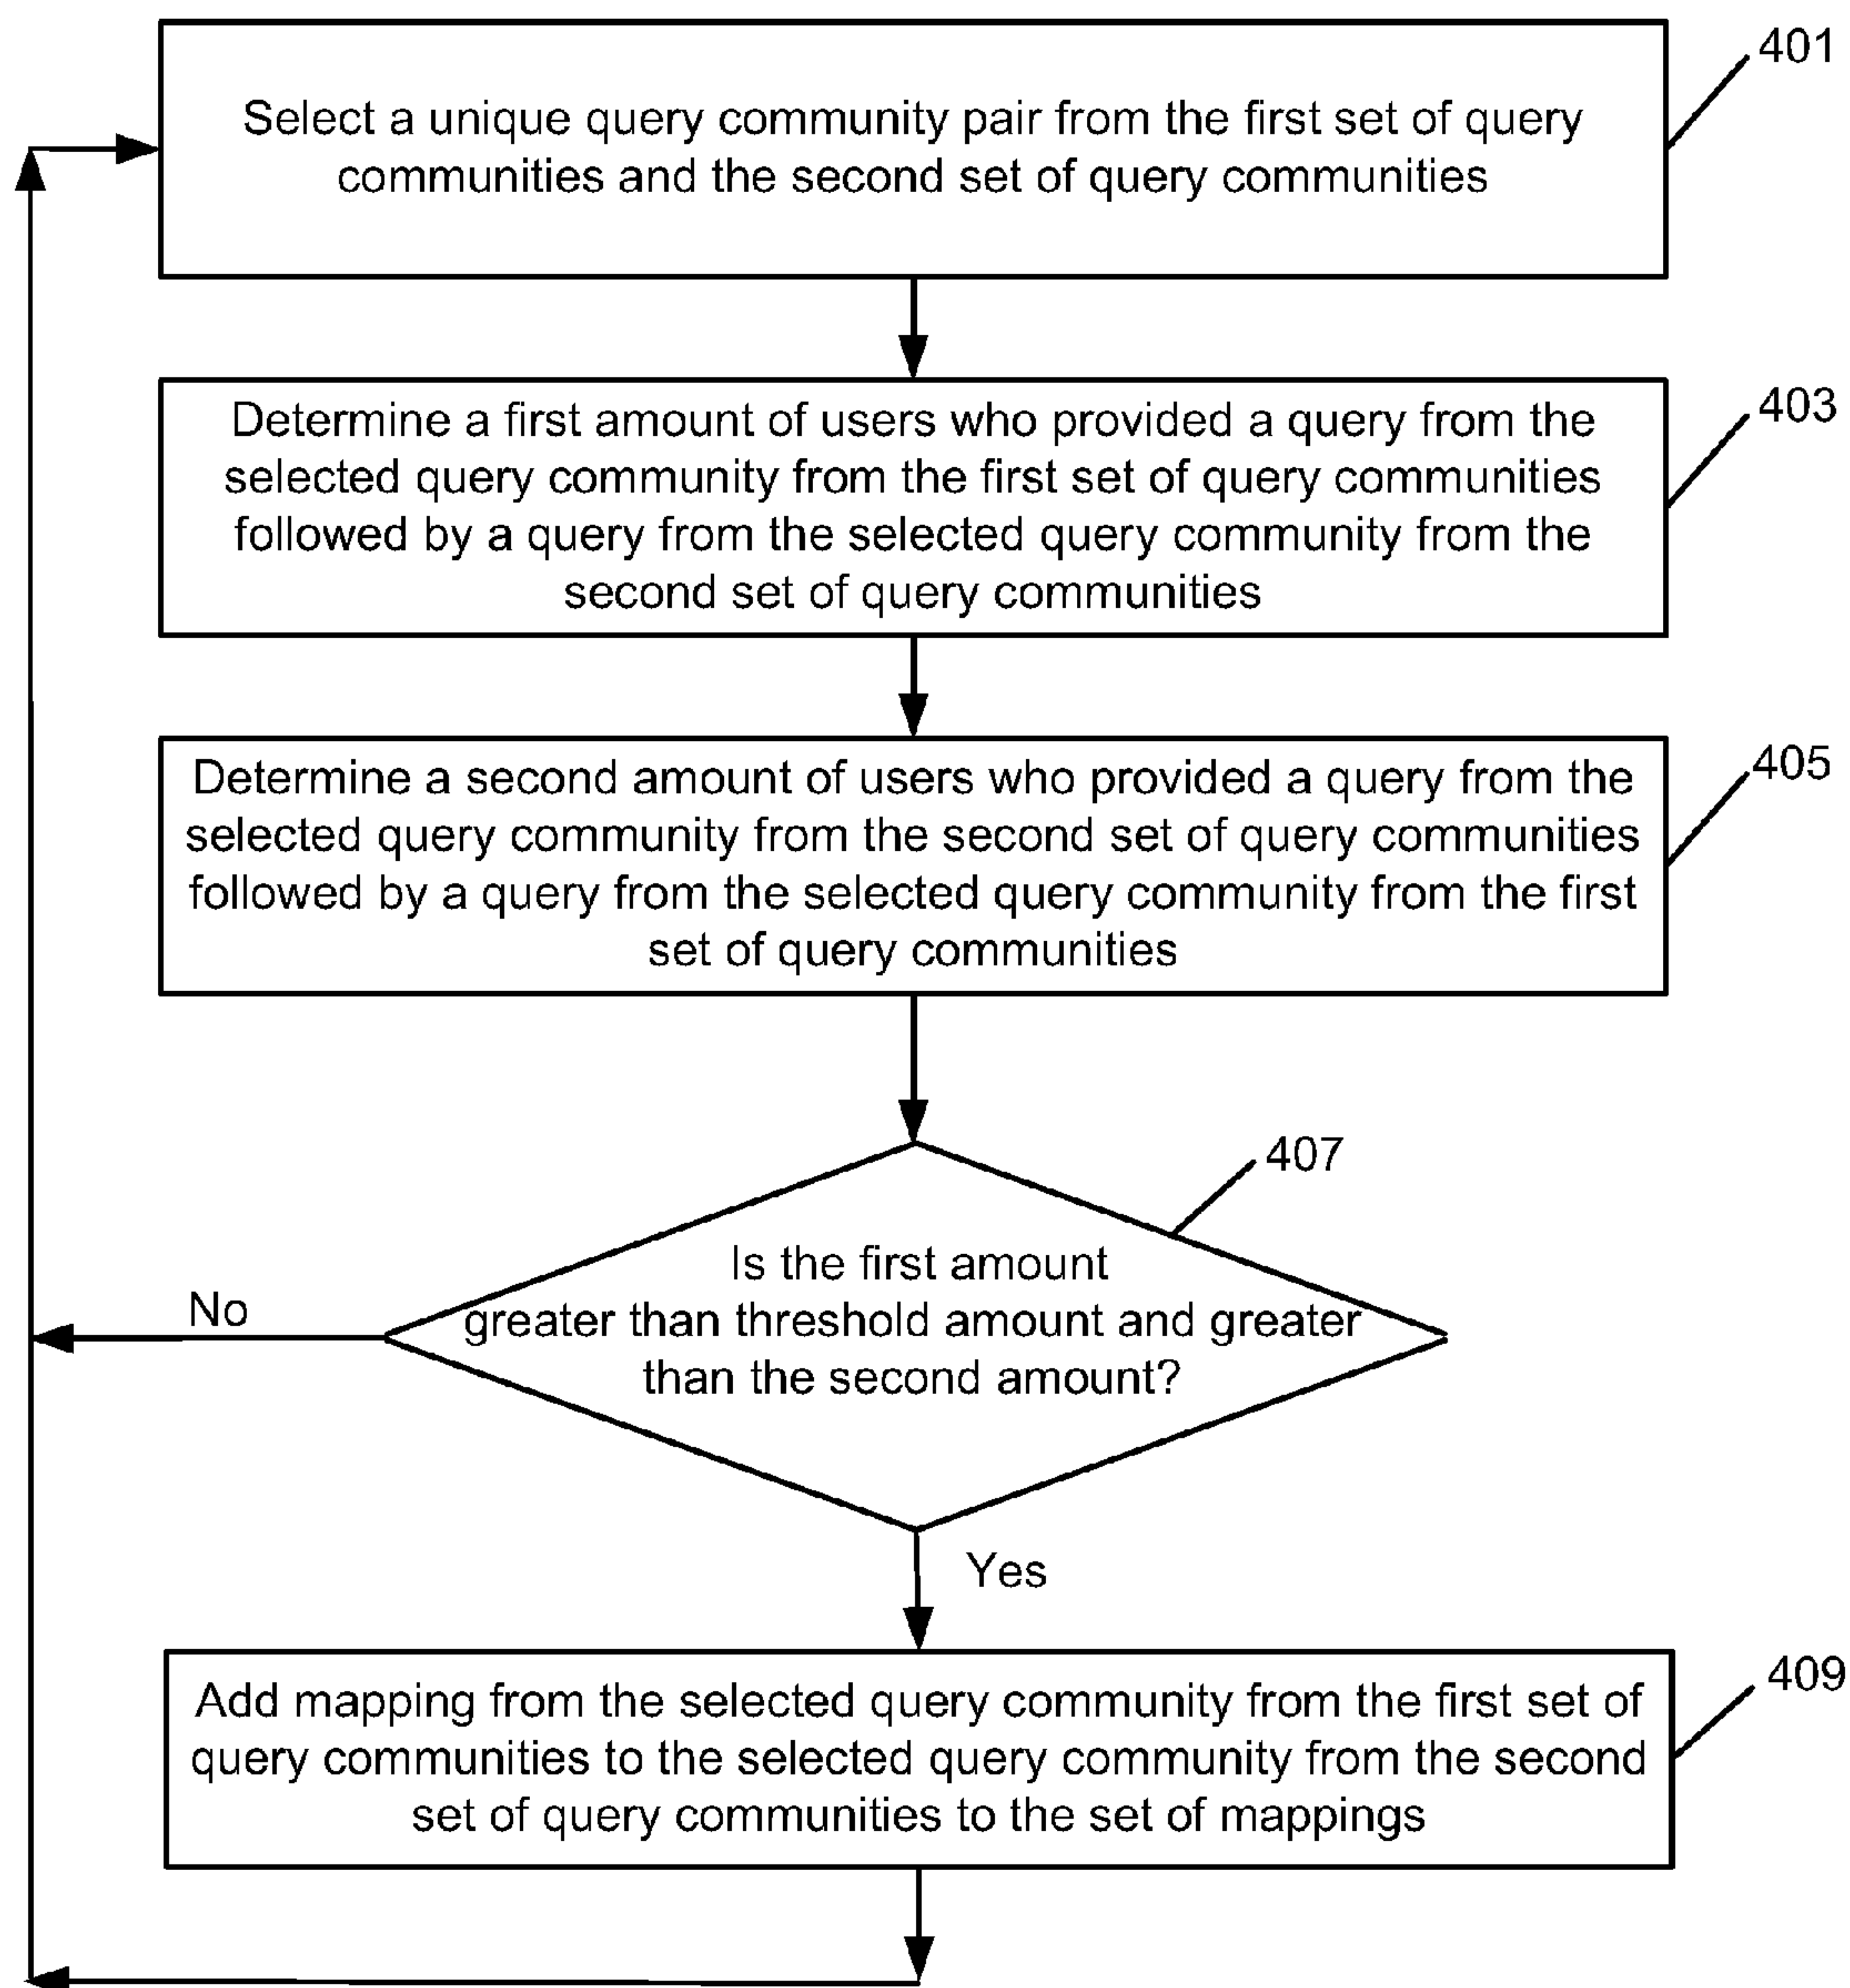 401
Select a unique query community pair from the first set of query
communities and the second set of query communities
403
Determine a first amount of users who provided a query from the
selected query community from the first set of query communities
followed by a query from the selected query community from the
second set of query communities
405
Determine a second amount of users who provided a query from the
selected query community from the second set of query communities
followed by a query from the selected query community from the first
set of query communities
407
Is the first amount
greater than threshold amount and greater
than the second amount?
No
Yes
409
Add mapping from the selected query community from the first set of
query communities to the selected query community from the second
set of query communities to the set of mappings